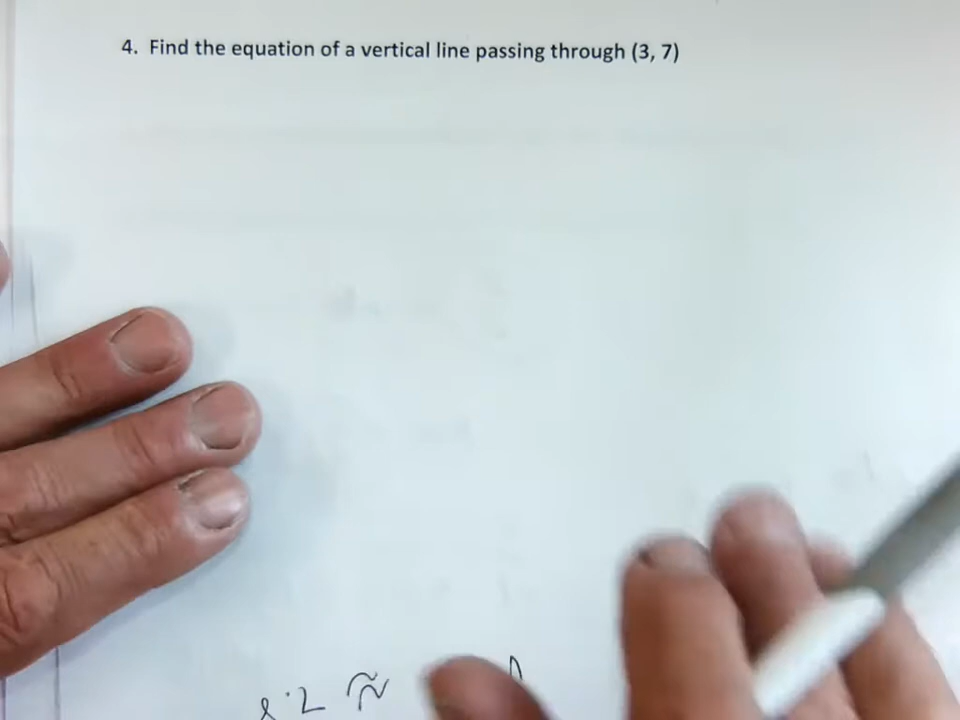 4. Find the equation of a vertical line passing through (3, 7)